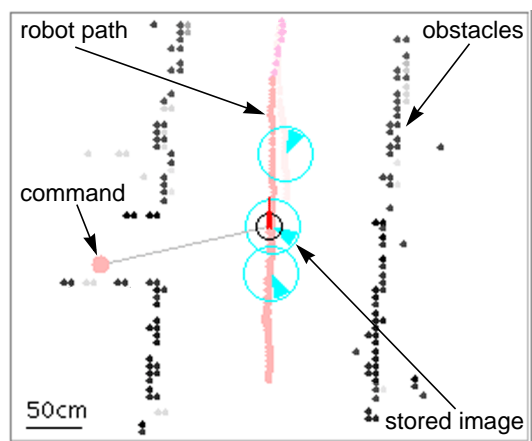 robot path
obstacles
command
50cm
stored image